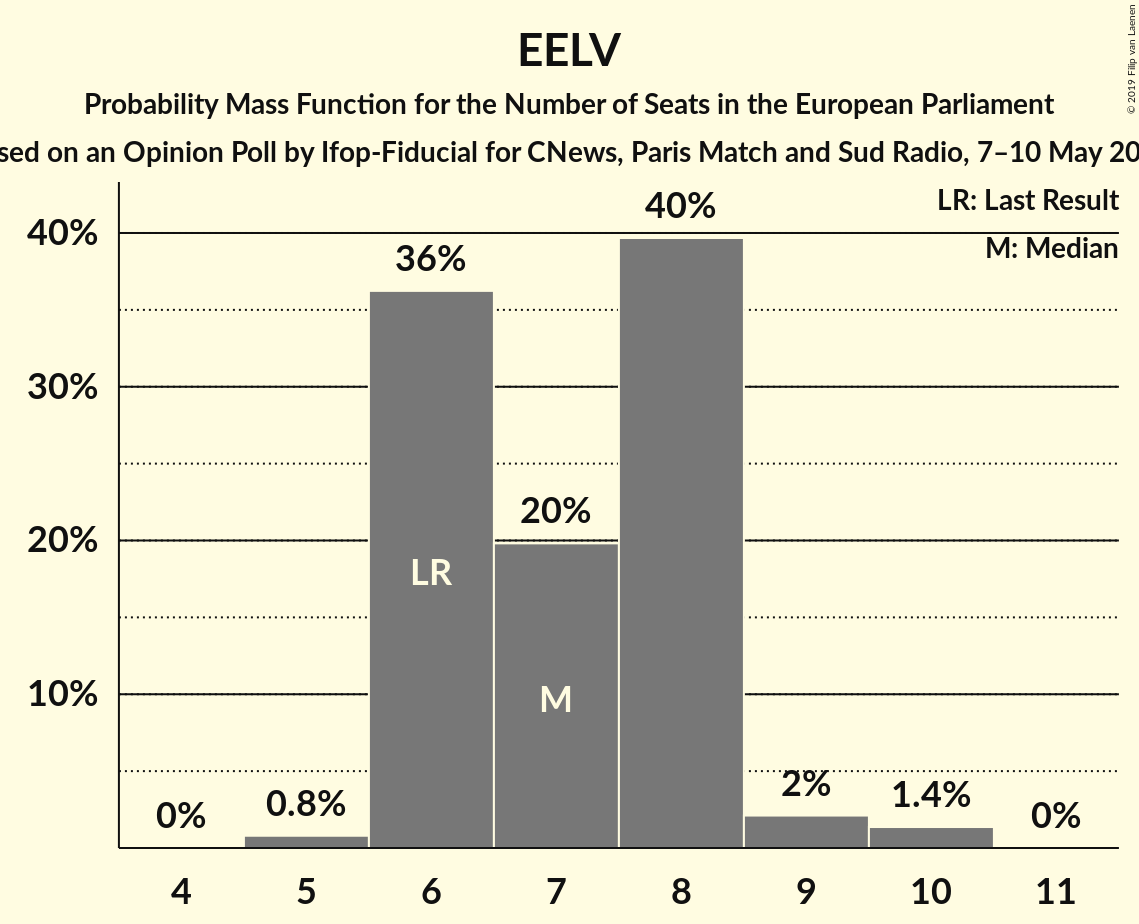 EELV
Probability Mass Function for the Number of Seats in the European Parliament
sed on an Opinion Poll by Ifop-Fiducial for CNews, Paris Match and Sud Radio, 7–10 May 20
© 2019 Filip van Laenen
LR: Last Result
M: Median
40%
30%
20%
10%
0%
0.8%
36%
20%
40%
2%
1.4%
0%
LR
M
4 5 6 7 8 9 10 11